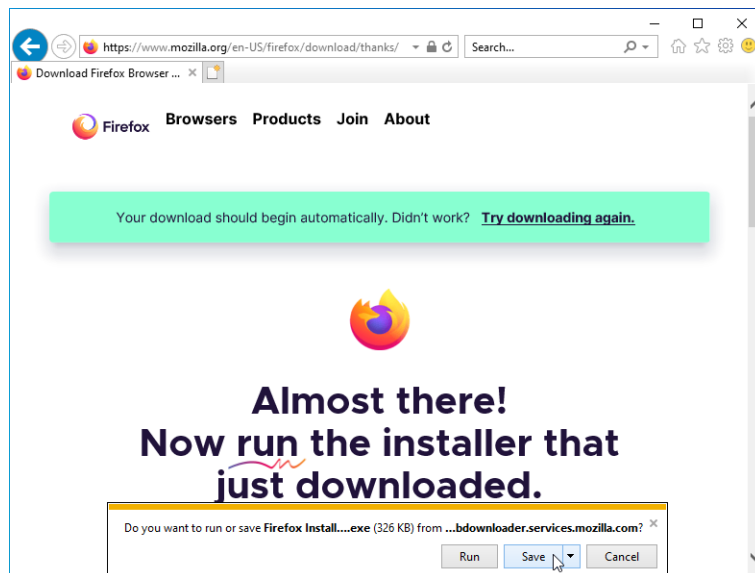 https://www.mozilla.org/en-US/firefox/download/thanks/
Search...
Download Firefox Browser ...
Firefox
Browsers Products Join About
Your download should begin automatically. Didn’t work? Try downloading again.
Almost there!
Now run the installer that
just downloaded.
Do you want to run or save Firefox Install....exe (326 KB) from ...bdownloader.services.mozilla.com?
Run Save Cancel